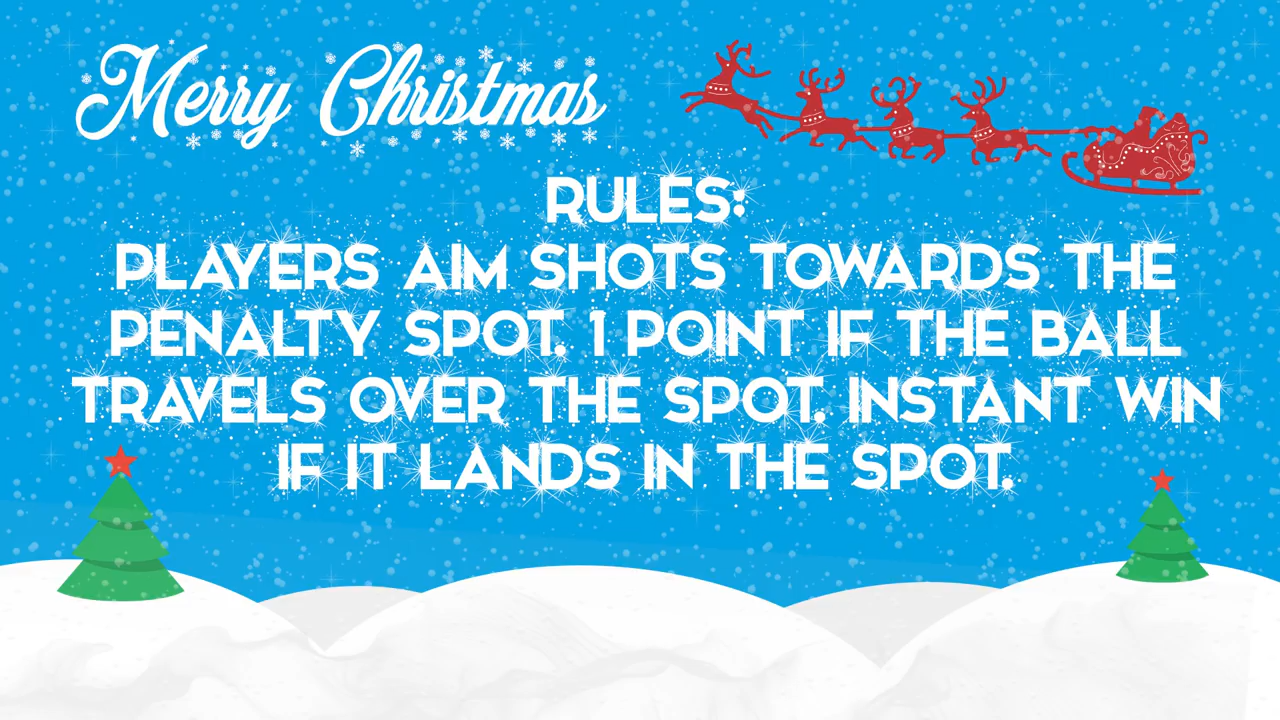 Merry Christmas
RULES:
PLAYERS AIM SHOTS TOWARDS THE
PENALTY SPOT. 1 POINT IF THE BALL
TRAVELS OVER THE SPOT. INSTANT WIN
IF IT LANDS IN THE SPOT.